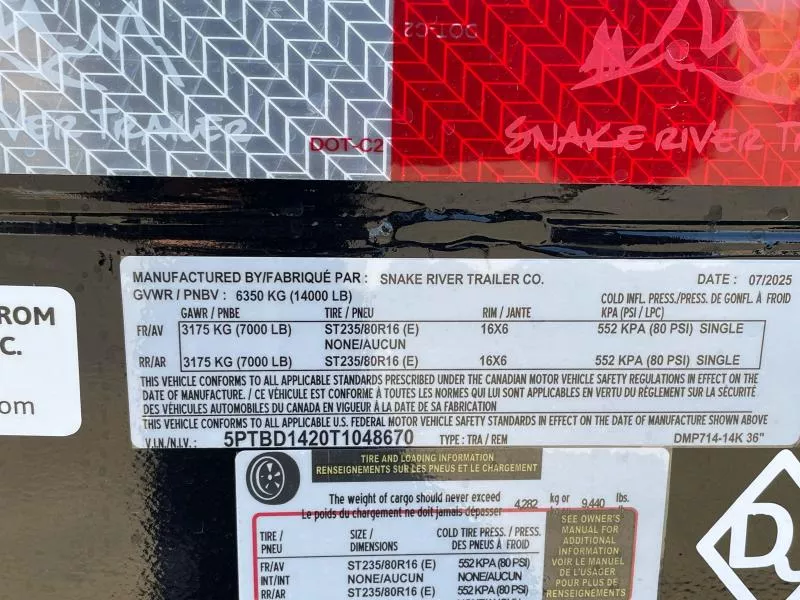 DOT-C2
VER TRAILER
DOT-C2
SNAKE RIVER T
MANUFACTURED BY/FABRIQUÉ PAR : SNAKE RIVER TRAILER CO. DATE : 07/2025
GVWR / PNBV : 6350 KG (14000 LB)
COLD INFL. PRESS./PRESS. DE GONFL. À FROID
GAWR / PNBE TIRE / PNEU RIM / JANTE KPA (PSI / LPC)
FR/AV 3175 KG (7000 LB) ST235/80R16 (E) 16X6 552 KPA (80 PSI) SINGLE
NONE/AUCUN
RR/AR 3175 KG (7000 LB) ST235/80R16 (E) 16X6 552 KPA (80 PSI) SINGLE
THIS VEHICLE CONFORMS TO ALL APPLICABLE STANDARDS PRESCRIBED UNDER THE CANADIAN MOTOR VEHICLE SAFETY REGULATIONS IN EFFECT ON THE
DATE OF MANUFACTURE. / CE VÉHICULE EST CONFORME À TOUTES LES NORMES QUI LUI SONT APPLICABLES EN VERTU DU RÈGLEMENT SUR LA SÉCURITÉ
DES VÉHICULES AUTOMOBILES DU CANADA EN VIGUEUR À LA DATE DE SA FABRICATION
THIS VEHICLE CONFORMS TO ALL APPLICABLE U.S. FEDERAL MOTOR VEHICLE SAFETY STANDARDS IN EFFECT ON THE DATE OF MANUFACTURE SHOWN ABOVE
V.I.N./N.I.V.: 5PTBD1420T1048670 TYPE : TRA / REM DMP714-14K 36"
ROM
C.
om
TIRE AND LOADING INFORMATION
RENSEIGNEMENTS SUR LES PNEUS ET LE CHARGEMENT
The weight of cargo should never exceed 4,282 kg or 9,440 lbs.
Le poids du chargement ne doit jamais dépasser
TIRE / SIZE / COLD TIRE PRESS. / PRESS.
PNEU DIMENSIONS DES PNEUS À FROID
FR/AV ST235/80R16 (E) 552 KPA (80 PSI)
INT/INT NONE/AUCUN NONE/AUCUN
RR/AR ST235/80R16 (E) 552 KPA (80 PSI)
SEE OWNER'S
MANUAL FOR
ADDITIONAL
INFORMATION
VOIR LE MANUEL
DE L'USAGER
POUR PLUS DE
RENSEIGNEMENTS